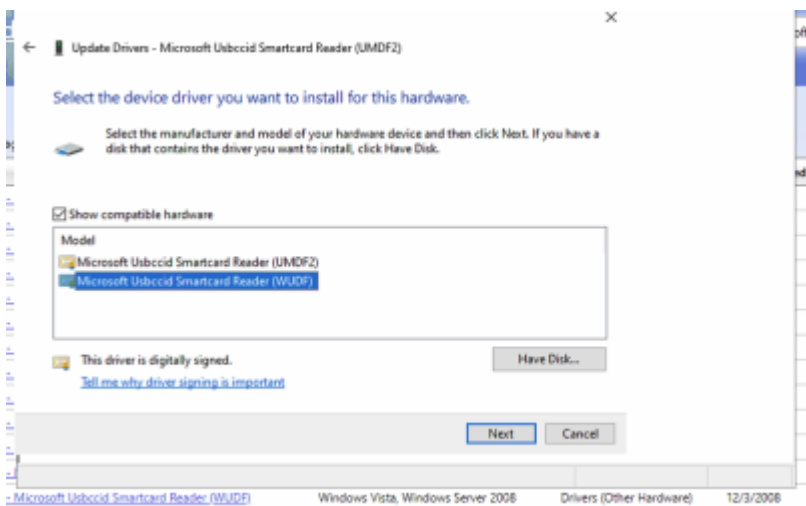 Update Drivers - Microsoft Usbccid Smartcard Reader (UMDF2)
Select the device driver you want to install for this hardware.
Select the manufacturer and model of your hardware device and then click Next. If you have a
disk that contains the driver you want to install, click Have Disk.
Show compatible hardware
Model
Microsoft Usbccid Smartcard Reader (UMDF2)
Microsoft Usbccid Smartcard Reader (WUDF)
This driver is digitally signed.
Have Disk...
Tell me why driver signing is important
Next
Cancel
- Microsoft Usbccid Smartcard Reader (WUDF) Windows Vista, Windows Server 2008 Drivers (Other Hardware) 12/3/2008